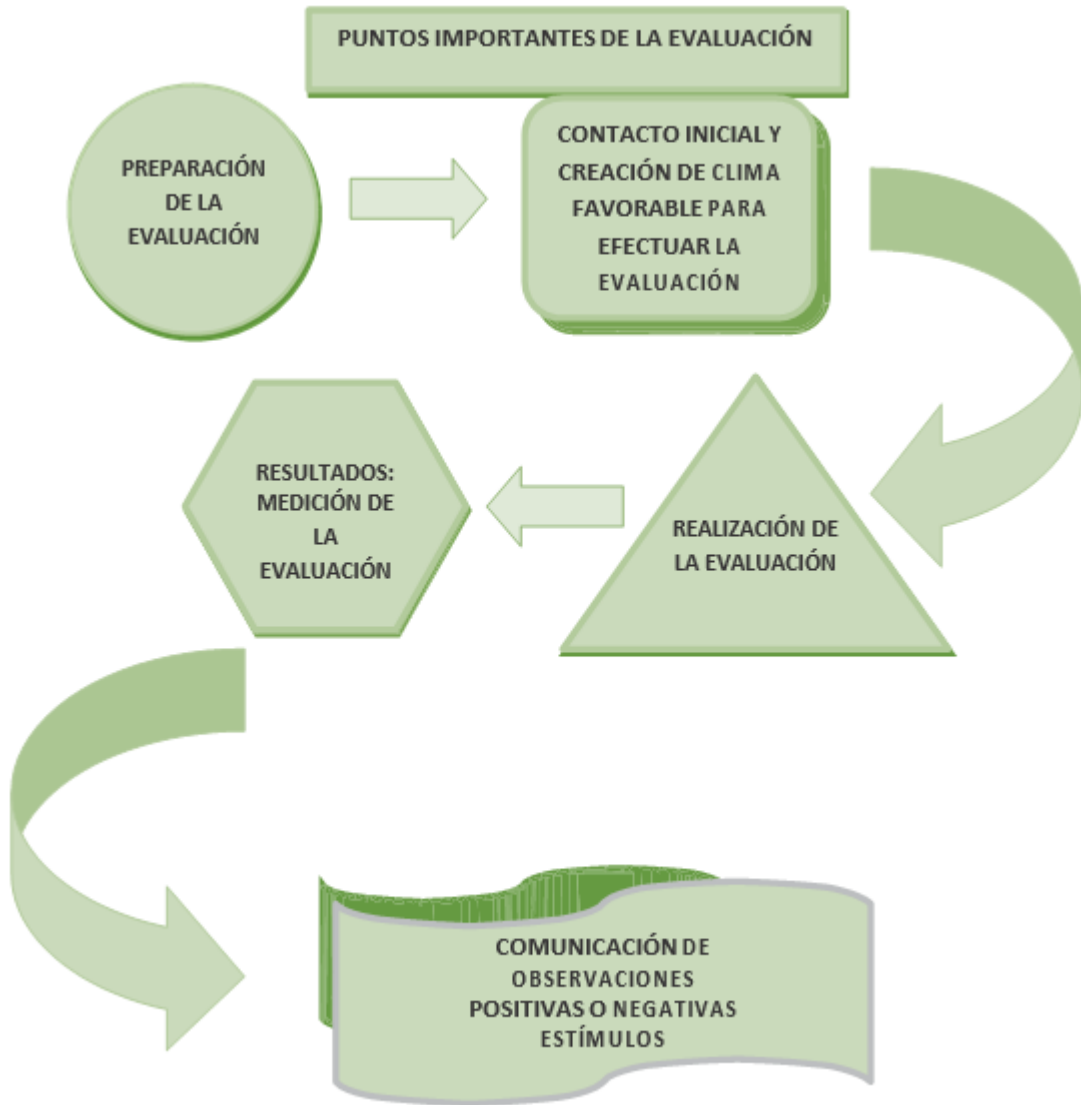 PUNTOS IMPORTANTES DE LA EVALUACIÓN
PREPARACIÓN
DE LA
EVALUACIÓN
CONTACTO INICIAL Y
CREACIÓN DE CLIMA
FAVORABLE PARA
EFECTUAR LA
EVALUACIÓN
REALIZACIÓN DE
LA EVALUACIÓN
RESULTADOS:
MEDICIÓN DE
LA
EVALUACIÓN
COMUNICACIÓN DE
OBSERVACIONES
POSITIVAS O NEGATIVAS
ESTÍMULOS